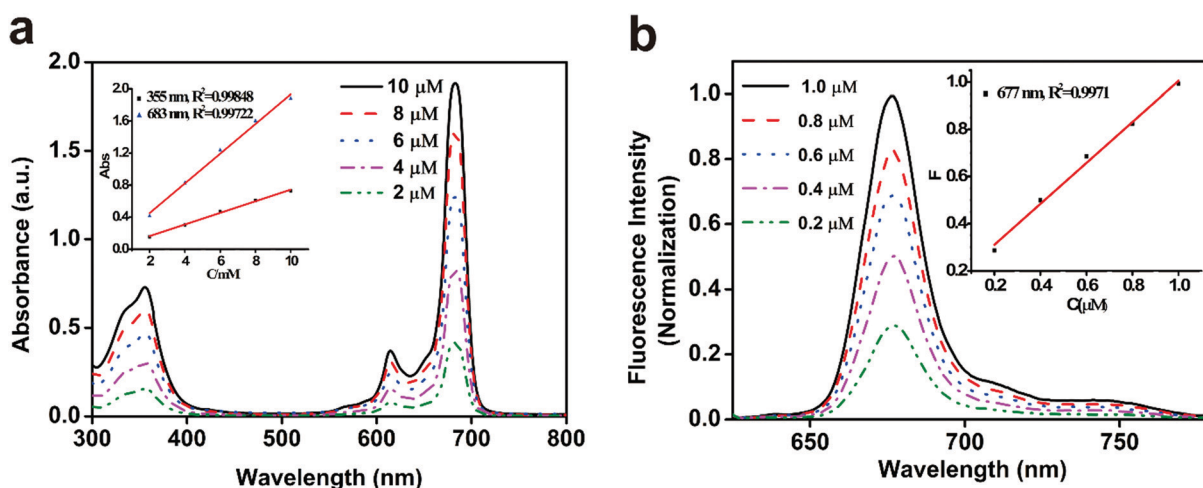 a
2.0
1.5
1.0
0.5
0.0
300 400 500 600 700 800
Absorbance (a.u.)
Wavelength (nm)
10 μM
8 μM
6 μM
4 μM
2 μM
355 nm, R²=0.99848
683 nm, R²=0.99722
2.0
1.6
1.2
0.8
0.4
0.0
Abs
2 4 6 8 10
C/mM
b
1.0
0.8
0.6
0.4
0.2
0.0
650 700 750
Fluorescence Intensity
(Normalization)
Wavelength (nm)
1.0 μM
0.8 μM
0.6 μM
0.4 μM
0.2 μM
677 nm, R²=0.9971
1.0
0.8
0.6
0.4
0.2
F
0.2 0.4 0.6 0.8 1.0
C(μM)